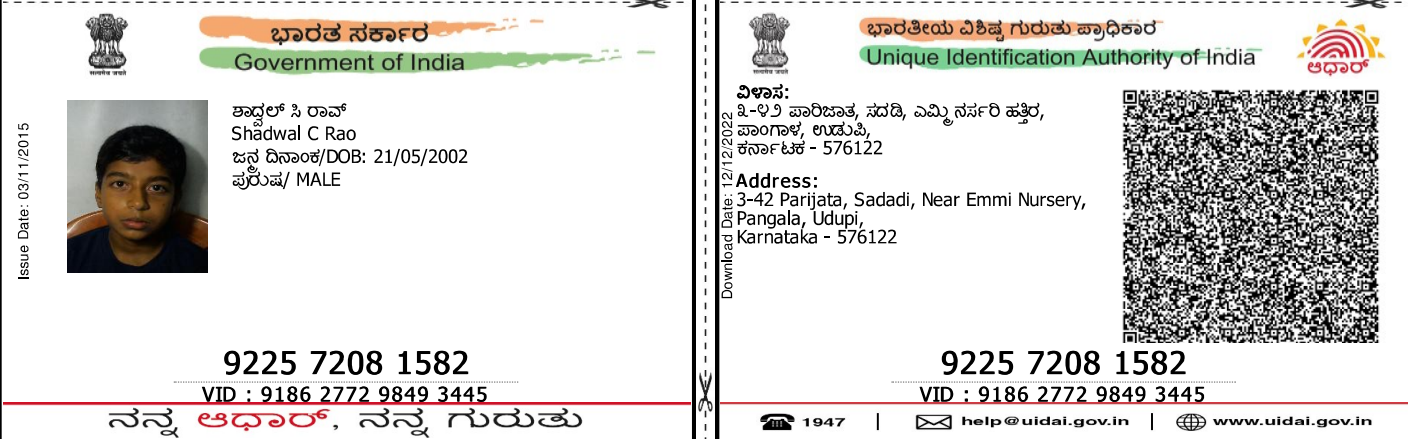 ಭಾರತ ಸರ್ಕಾರ
Government of India
ಶಾದ್ವಲ್ ಸಿ ರಾವ್
Shadwal C Rao
ಜನ್ಮ ದಿನಾಂಕ/DOB: 21/05/2002
ಪುರುಷ/ MALE
Issue Date: 03/11/2015
9225 7208 1582
VID : 9186 2772 9849 3445
ನನ್ನ ಆಧಾರ್, ನನ್ನ ಗುರುತು
ಭಾರತೀಯ ವಿಶಿಷ್ಟ ಗುರುತು ಪ್ರಾಧಿಕಾರ
Unique Identification Authority of India
ಆಧಾರ್
ವಿಳಾಸ:
೩-೪೨ ಪಾರಿಜಾತ, ಸದಡಿ, ಎಮ್ಮಿ ನರ್ಸರಿ ಹತ್ತಿರ,
ಪಾಂಗಾಳ, ಉಡುಪಿ,
ಕರ್ನಾಟಕ - 576122
Address:
3-42 Parijata, Sadadi, Near Emmi Nursery,
Pangala, Udupi,
Karnataka - 576122
Download Date: 12/12/2022
9225 7208 1582
VID : 9186 2772 9849 3445
1947 | help@uidai.gov.in | www.uidai.gov.in